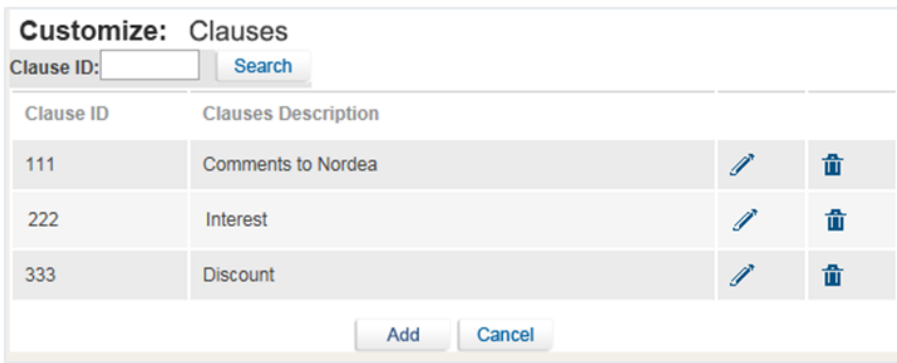 Customize: Clauses
Clause ID: Search
Clause ID Clauses Description
111 Comments to Nordea
222 Interest
333 Discount
Add Cancel